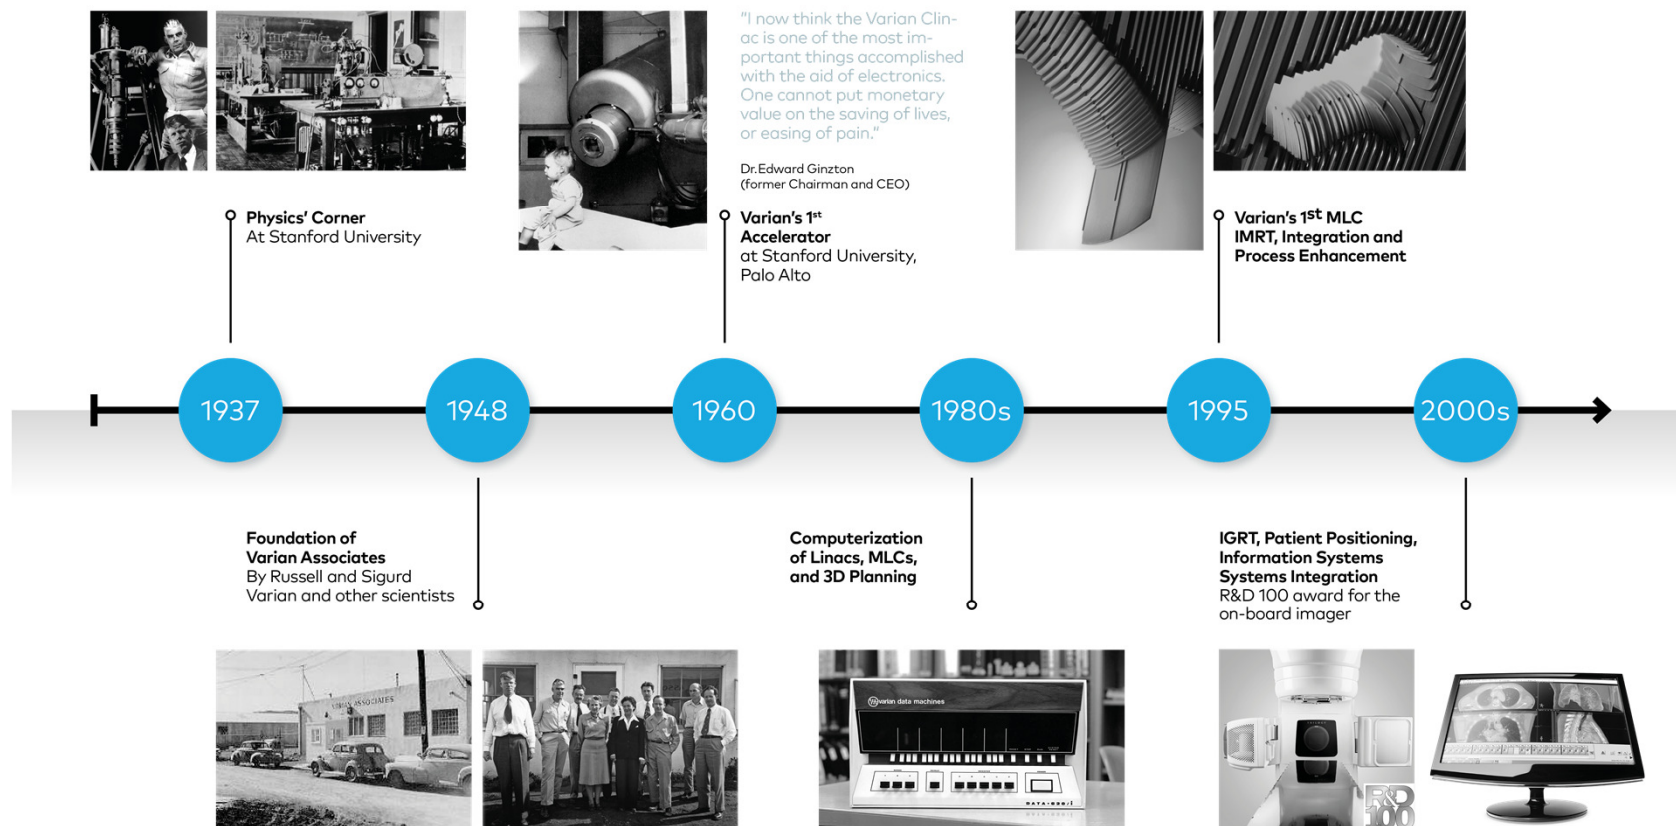 "I now think the Varian Clin-
ac is one of the most im-
portant things accomplished
with the aid of electronics.
One cannot put monetary
value on the saving of lives,
or easing of pain."
Dr.Edward Ginzton
(former Chairman and CEO)
Physics' Corner
At Stanford University
Varian's 1st
Accelerator
at Stanford University,
Palo Alto
Varian's 1st MLC
IMRT, Integration and
Process Enhancement
1937
1948
1960
1980s
1995
2000s
Foundation of
Varian Associates
By Russell and Sigurd
Varian and other scientists
Computerization
of Linacs, MLCs,
and 3D Planning
IGRT, Patient Positioning,
Information Systems
Systems Integration
R&D 100 award for the
on-board imager
VARIAN ASSOCIATES
varian data machines
R&D
100